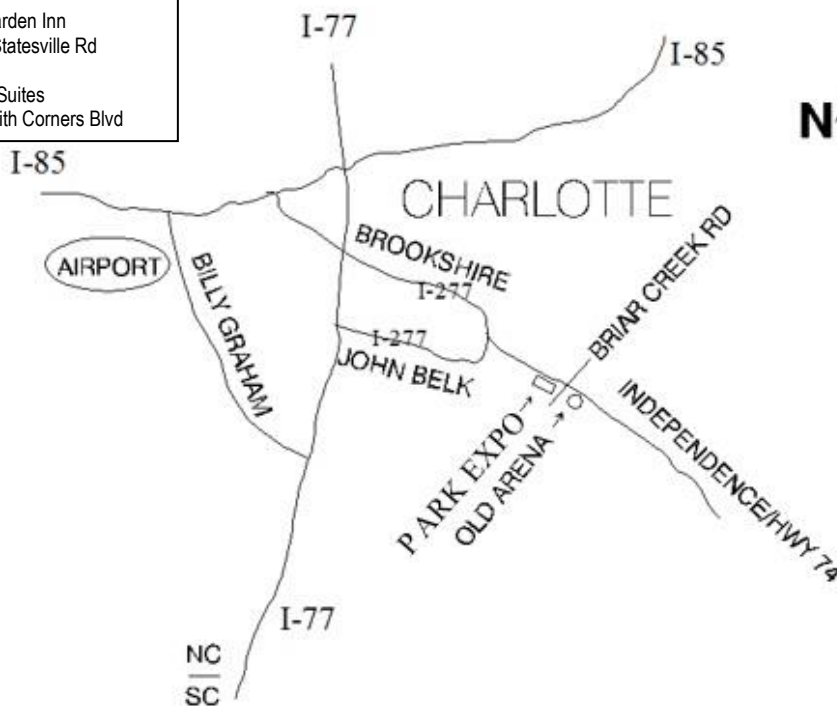 arden Inn
Statesville Rd
Suites
ith Corners Blvd
I-77
I-85
N
I-85
CHARLOTTE
AIRPORT
BILLY GRAHAM
BROOKSHIRE
I-277
I-277
JOHN BELK
BRIAR CREEK RD
PARK EXPO→
OLD ARENA →
INDEPENDENCE/HWY 74
I-77
NC
SC